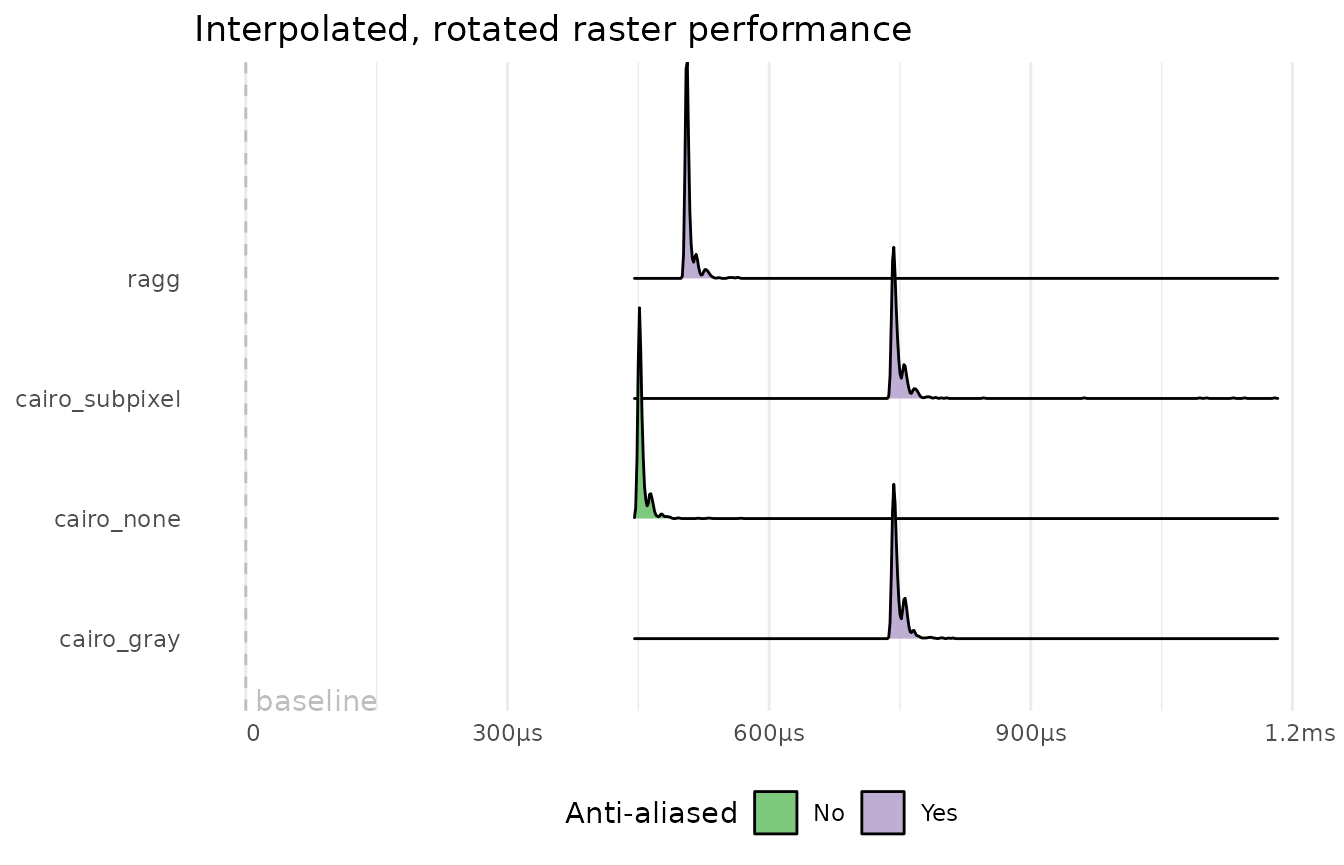 Interpolated, rotated raster performance
ragg
cairo_subpixel
cairo_none
cairo_gray
baseline
0 300µs 600µs 900µs 1.2ms
Anti-aliased No Yes